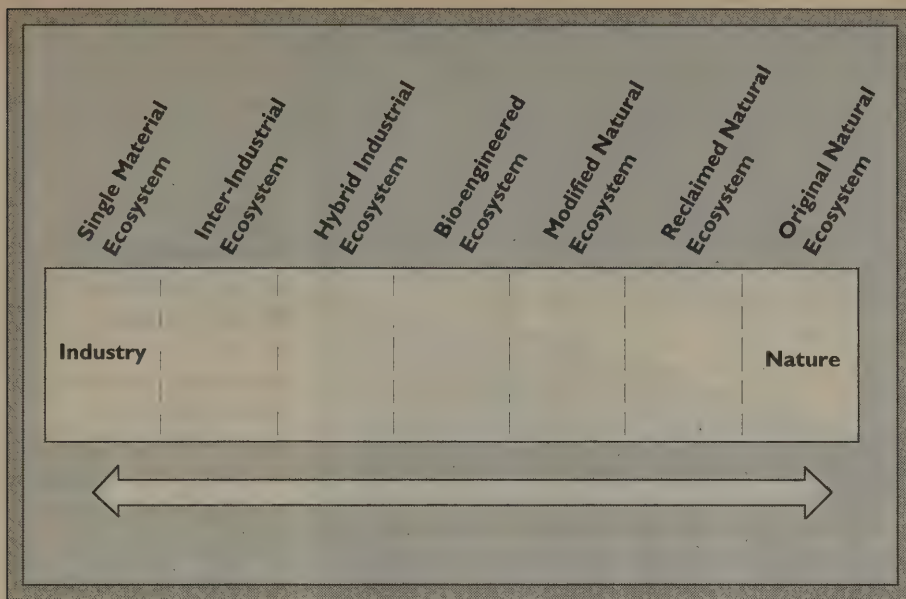 Single Material
Ecosystem
Inter-Industrial
Ecosystem
Hybrid Industrial
Ecosystem
Bio-engineered
Ecosystem
Modified Natural
Ecosystem
Reclaimed Natural
Ecosystem
Original Natural
Ecosystem
Industry
Nature